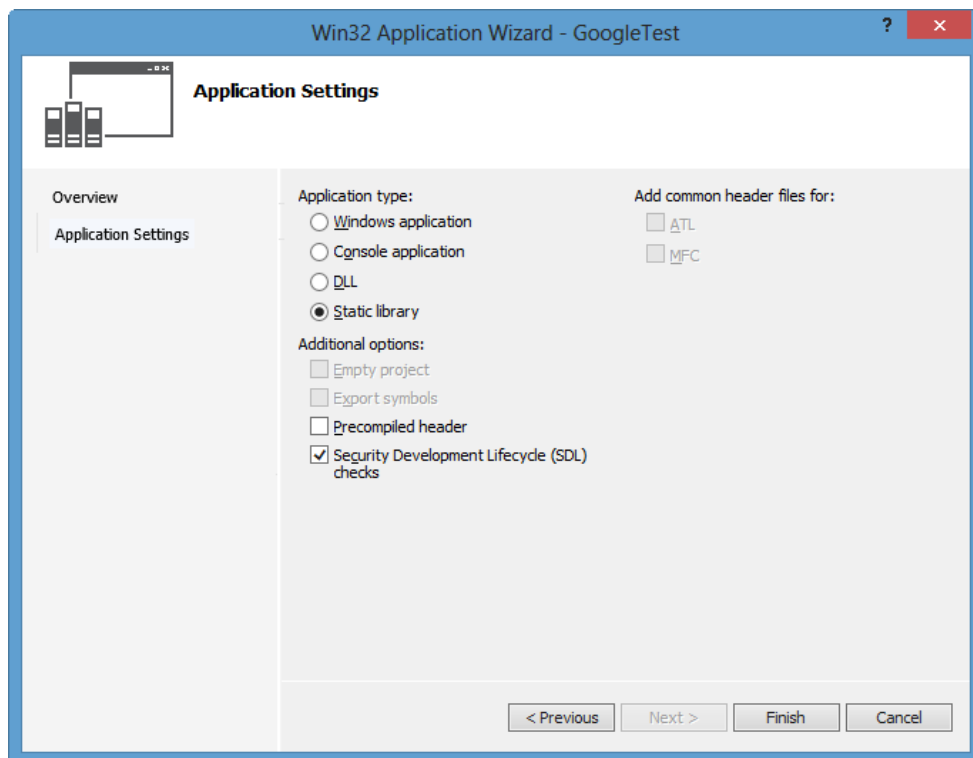 Win32 Application Wizard - GoogleTest
?
Application Settings
Overview
Application Settings
Application type:
Windows application
Console application
DLL
Static library
Additional options:
Empty project
Export symbols
Precompiled header
Security Development Lifecycle (SDL)
checks
Add common header files for:
ATL
MFC
< Previous
Next >
Finish
Cancel